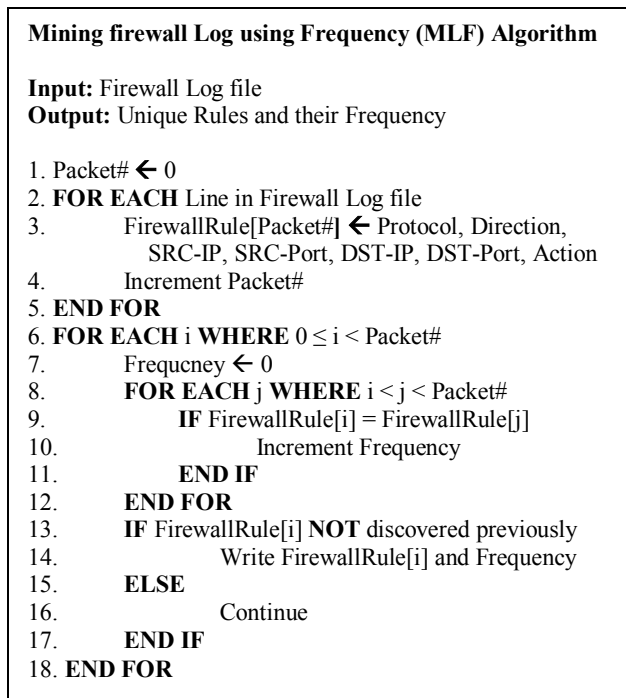 Mining firewall Log using Frequency (MLF) Algorithm
Input: Firewall Log file
Output: Unique Rules and their Frequency
1. Packet# ← 0
2. FOR EACH Line in Firewall Log file
3. FirewallRule[Packet#] ← Protocol, Direction,
SRC-IP, SRC-Port, DST-IP, DST-Port, Action
4. Increment Packet#
5. END FOR
6. FOR EACH i WHERE 0 ≤ i < Packet#
7. Frequcney ← 0
8. FOR EACH j WHERE i < j < Packet#
9. IF FirewallRule[i] = FirewallRule[j]
10. Increment Frequency
11. END IF
12. END FOR
13. IF FirewallRule[i] NOT discovered previously
14. Write FirewallRule[i] and Frequency
15. ELSE
16. Continue
17. END IF
18. END FOR